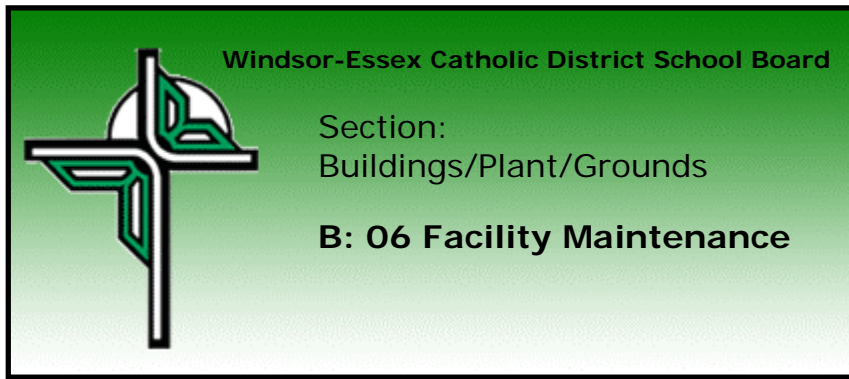 Windsor-Essex Catholic District School Board
Section:
Buildings/Plant/Grounds
B: 06 Facility Maintenance